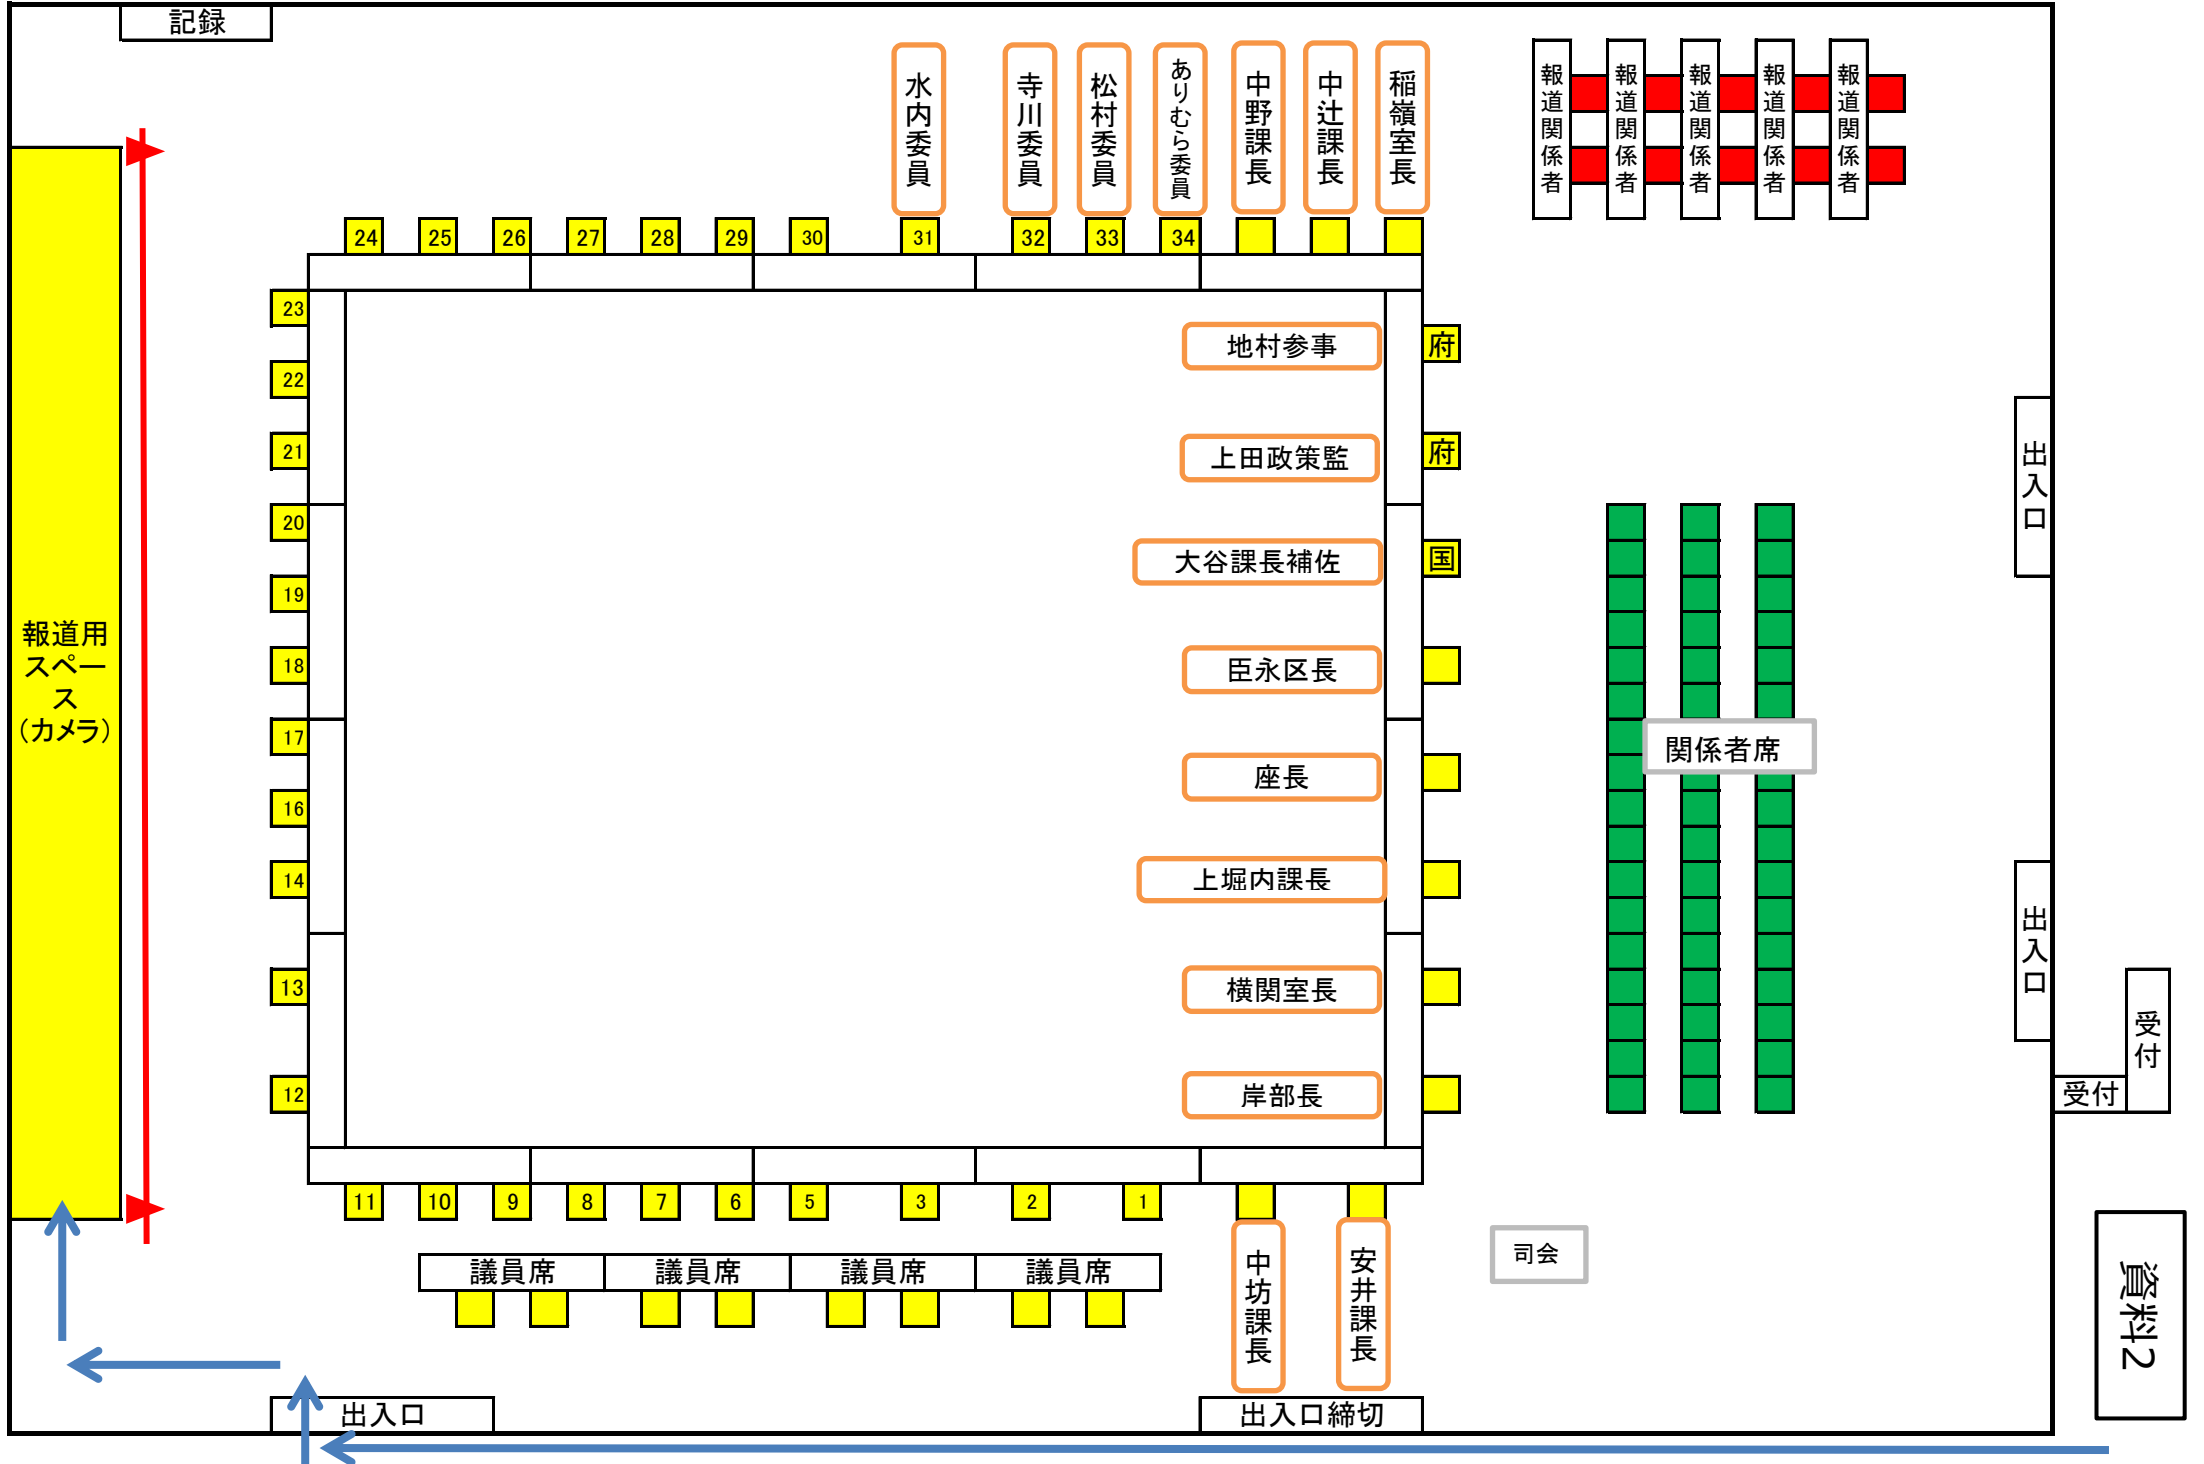 記録
水内委員
寺川委員
松村委員
ありむら委員
中野課長
中辻課長
稲嶺室長
報道関係者
報道関係者
報道関係者
報道関係者
報道関係者
24
25
26
27
28
29
30
31
32
33
34
23
22
21
20
19
18
17
16
14
13
12
報道用
スペー
ス
(カメラ)
地村参事
府
上田政策監
府
大谷課長補佐
国
臣永区長
座長
上堀内課長
横関室長
岸部長
関係者席
出入口
出入口
受付
受付
11
10
9
8
7
6
5
3
2
1
議員席
議員席
議員席
議員席
中坊課長
安井課長
司会
資料2
出入口
出入口締切